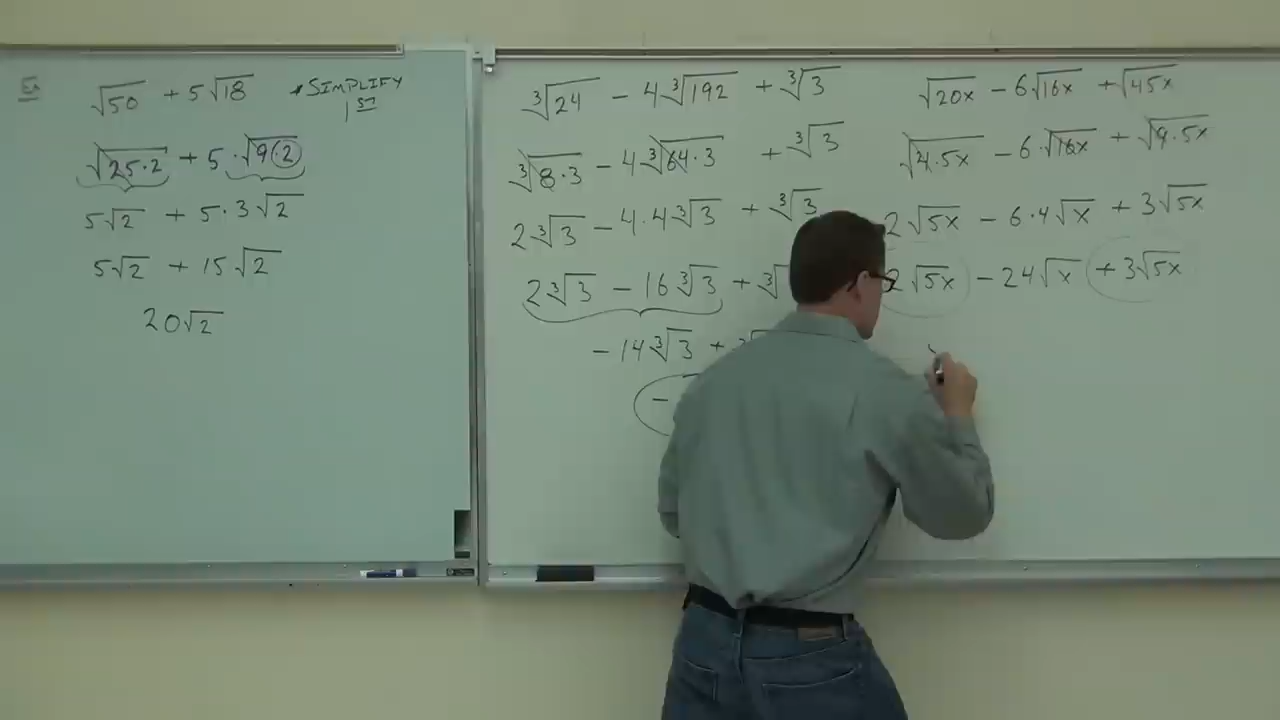 Ex √50 + 5√18 * SIMPLIFY 1ST
√25·2 + 5·√9(·2)
5√2 + 5·3√2
5√2 + 15√2
20√2
∛24 − 4∛192 + ∛3
∛8·3 − 4∛64·3 + ∛3
2∛3 − 4·4∛3 + ∛3
2∛3 − 16∛3 + ∛
− 14∛3 + ∛
−
√20x − 6√16x + √45x
√4·5x − 6·√16x + √9·5x
2√5x − 6·4√x + 3√5x
2√5x − 24√x + 3√5x